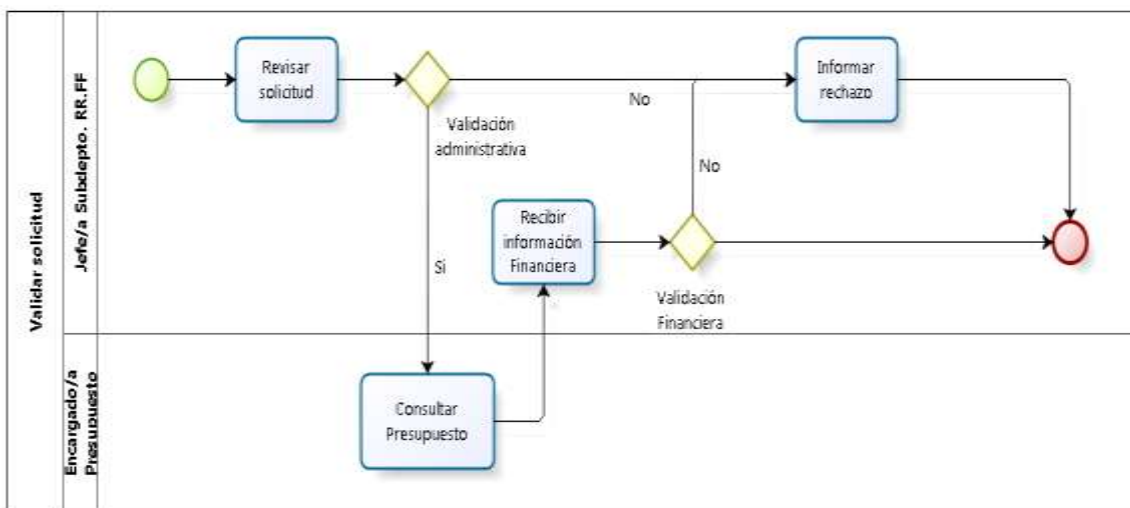 Validar solicitud
Jefe/a Subdepto. RR.FF
Revisar
solicitud
Validación
administrativa
No
Informar
rechazo
Si
Recibir
información
Financiera
No
Validación
Financiera
Encargado/a
Presupuesto
Consultar
Presupuesto